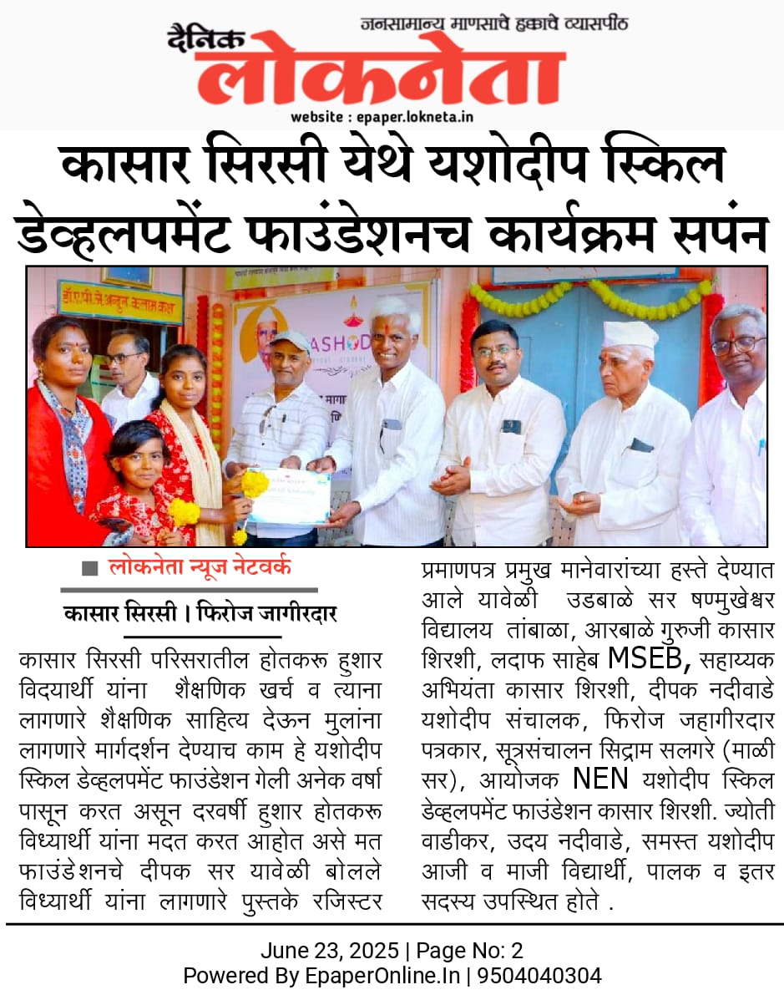 जनसामान्य माणसाचे हक्काचे व्यासपीठ
दैनिक
लोकनेता
website : epaper.lokneta.in
कासार सिरसी येथे यशोदीप स्किल
डेव्हलपमेंट फाउंडेशनच कार्यक्रम सपंन
डॉ.ए.पी.जे.अब्दुल कलाम कक्ष
ASHOD
मागा
लोकनेता न्यूज नेटवर्क
कासार सिरसी । फिरोज जागीरदार
कासार सिरसी परिसरातील होतकरू हुशार
विदयार्थी यांना शैक्षणिक खर्च व त्याना
लागणारे शैक्षणिक साहित्य देऊन मुलांना
लागणारे मार्गदर्शन देण्याच काम हे यशोदीप
स्किल डेव्हलपमेंट फाउंडेशन गेली अनेक वर्षा
पासून करत असून दरवर्षी हुशार होतकरू
विध्यार्थी यांना मदत करत आहोत असे मत
फाउंडेशनचे दीपक सर यावेळी बोलले
विध्यार्थी यांना लागणारे पुस्तके रजिस्टर
प्रमाणपत्र प्रमुख मानेवारांच्या हस्ते देण्यात
आले यावेळी उडबाळे सर षण्मुखेश्वर
विद्यालय तांबाळा, आरबाळे गुरुजी कासार
शिरशी, लदाफ साहेब MSEB, सहाय्यक
अभियंता कासार शिरशी, दीपक नदीवाडे
यशोदीप संचालक, फिरोज जहागीरदार
पत्रकार, सूत्रसंचालन सिद्राम सलगरे (माळी
सर), आयोजक NEN यशोदीप स्किल
डेव्हलपमेंट फाउंडेशन कासार शिरशी. ज्योती
वाडीकर, उदय नदीवाडे, समस्त यशोदीप
आजी व माजी विद्यार्थी, पालक व इतर
सदस्य उपस्थित होते .
June 23, 2025 | Page No: 2
Powered By EpaperOnline.In | 9504040304